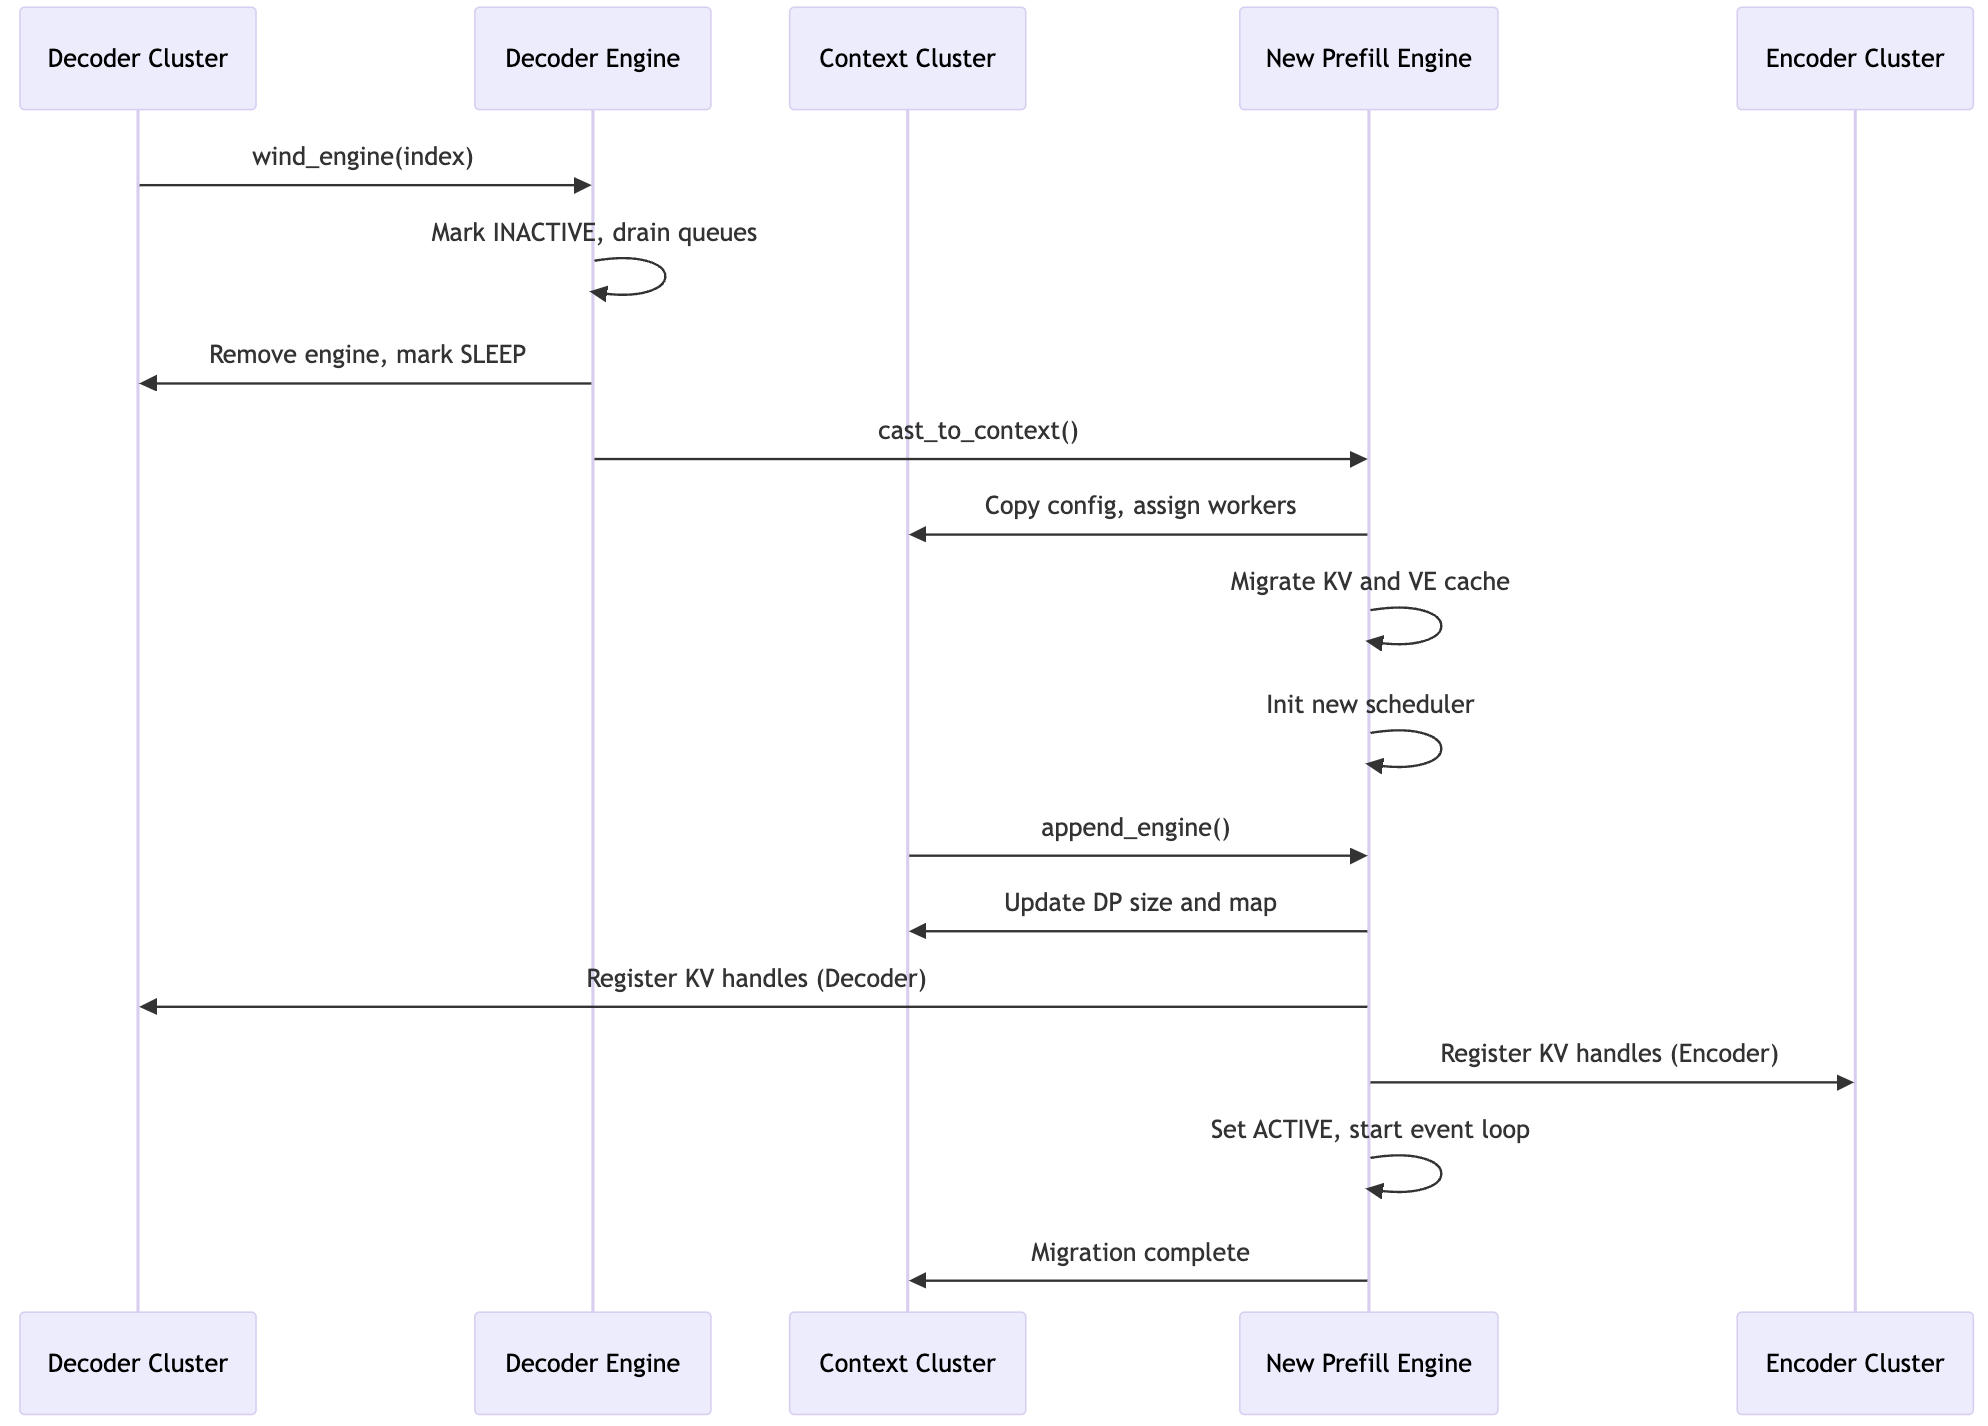 Decoder Cluster
Decoder Engine
Context Cluster
New Prefill Engine
Encoder Cluster
wind_engine(index)
Mark INACTIVE, drain queues
Remove engine, mark SLEEP
cast_to_context()
Copy config, assign workers
Migrate KV and VE cache
Init new scheduler
append_engine()
Update DP size and map
Register KV handles (Decoder)
Register KV handles (Encoder)
Set ACTIVE, start event loop
Migration complete
Decoder Cluster
Decoder Engine
Context Cluster
New Prefill Engine
Encoder Cluster